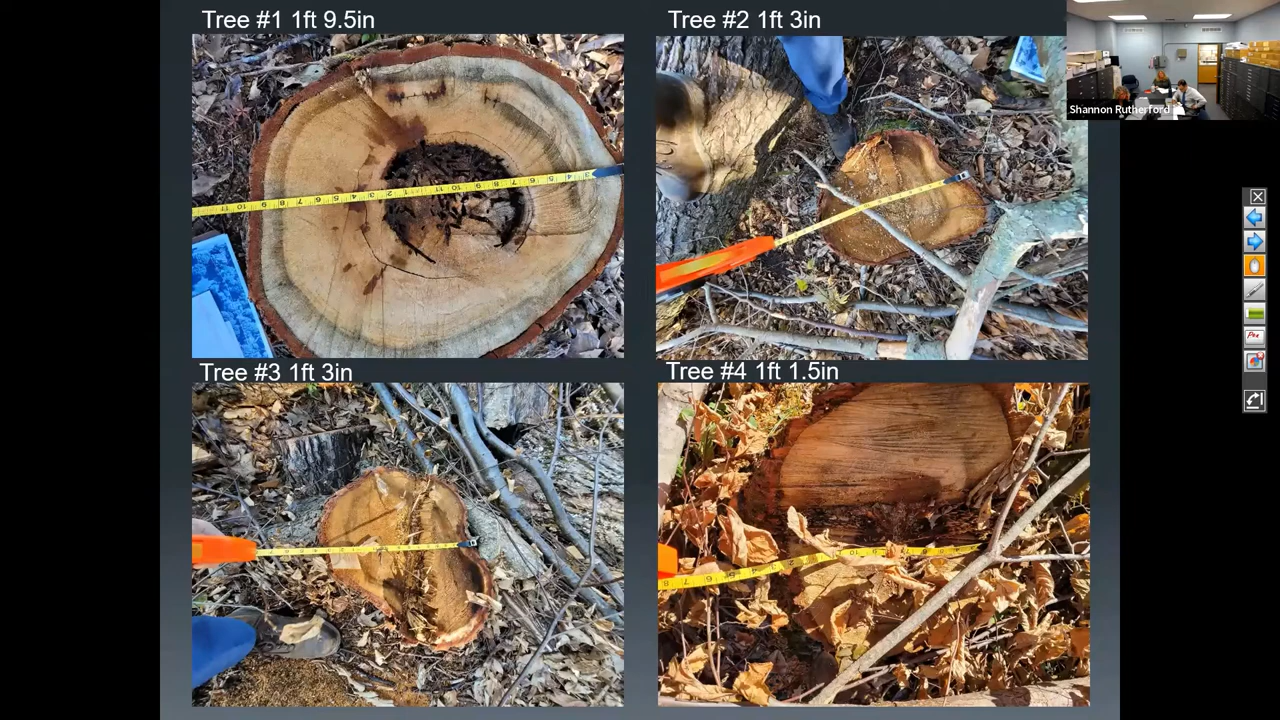 Tree #1 1ft 9.5in
Tree #2 1ft 3in
Shannon Rutherford
Tree #3 1ft 3in
Tree #4 1ft 1.5in